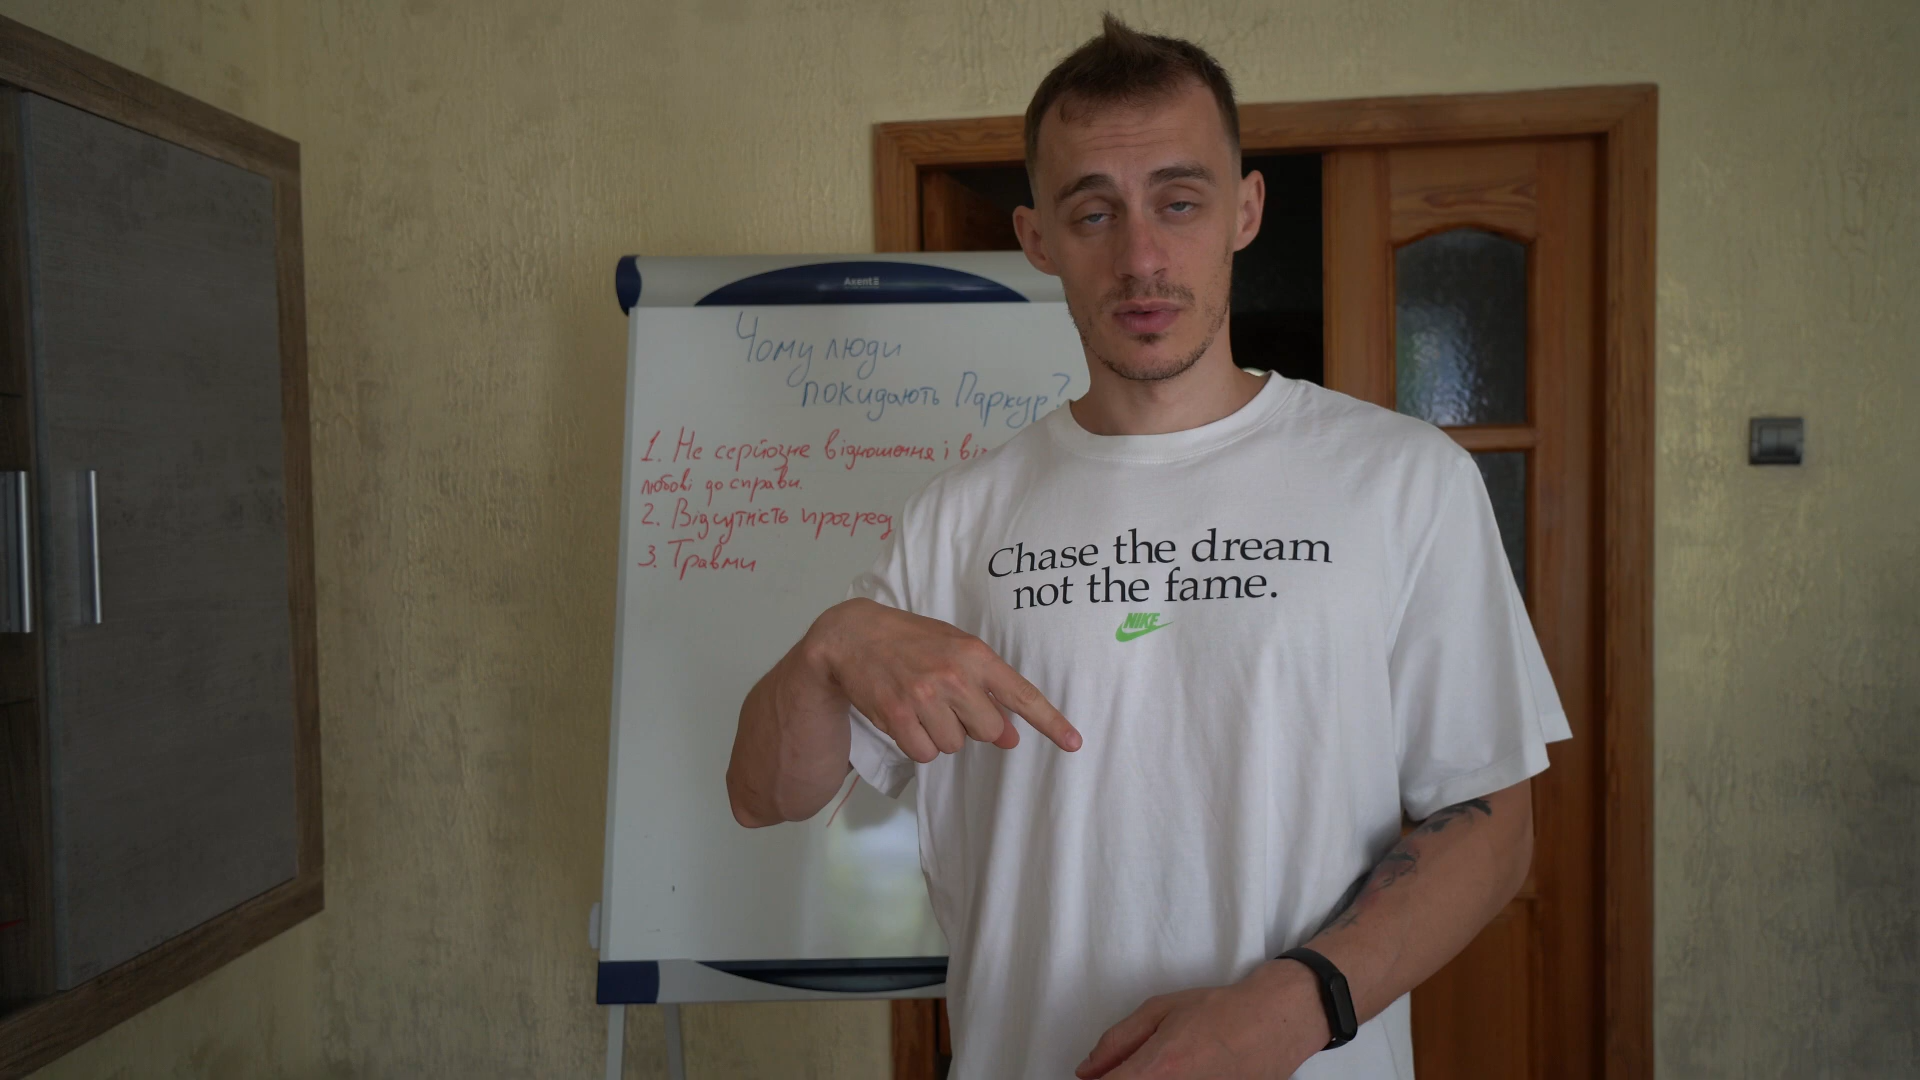 Axent
Чому люди
покидають Паркур?
1. Не серйозне відношення і
любові до справи.
2. Відсутність
3. Травми
Chase the dream
not the fame.
NIKE